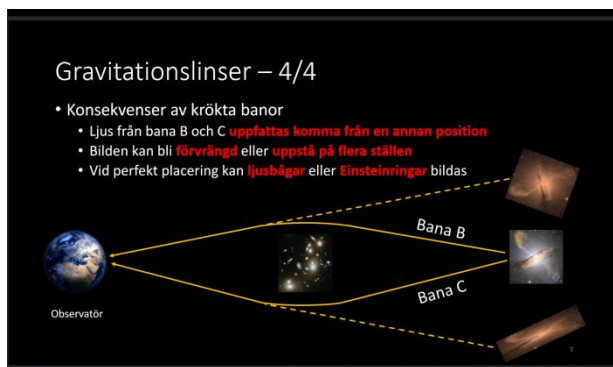 Gravitationslinser – 4/4
• Konsekvenser av krökta banor
• Ljus från bana B och C uppfattas komma från en annan position
• Bilden kan bli förvrängd eller uppstå på flera ställen
• Vid perfekt placering kan ljusbågar eller Einsteinringar bildas
Bana B
Bana C
Observatör
7